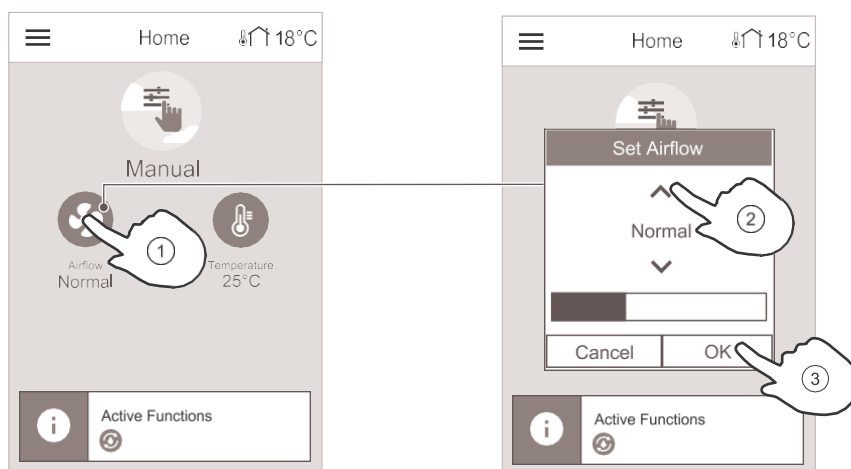 Home 18°C
Manual
Airflow
Normal
Temperature
25°C
1
Active Functions
i
Home 18°C
Set Airflow
Normal
2
Cancel OK
3
Active Functions
i